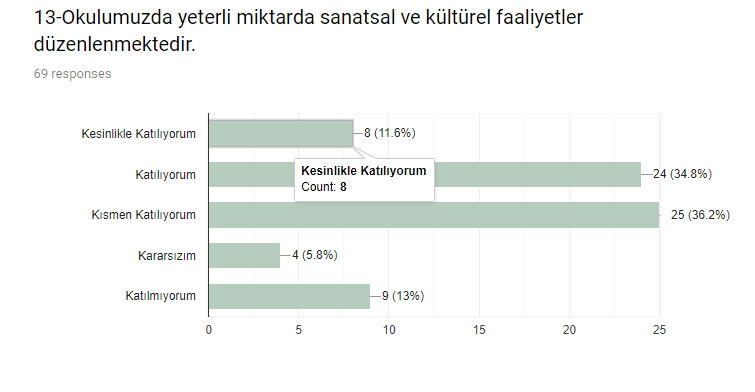 13-Okulumuzda yeterli miktarda sanatsal ve kültürel faaliyetler
düzenlenmektedir.
69 responses
Kesinlikle Katılıyorum 8 (11.6%)
Kesinlikle Katılıyorum
Count: 8
Katılıyorum 24 (34.8%)
Kısmen Katılıyorum 25 (36.2%)
Kararsızım 4 (5.8%)
Katılmıyorum 9 (13%)
0 5 10 15 20 25